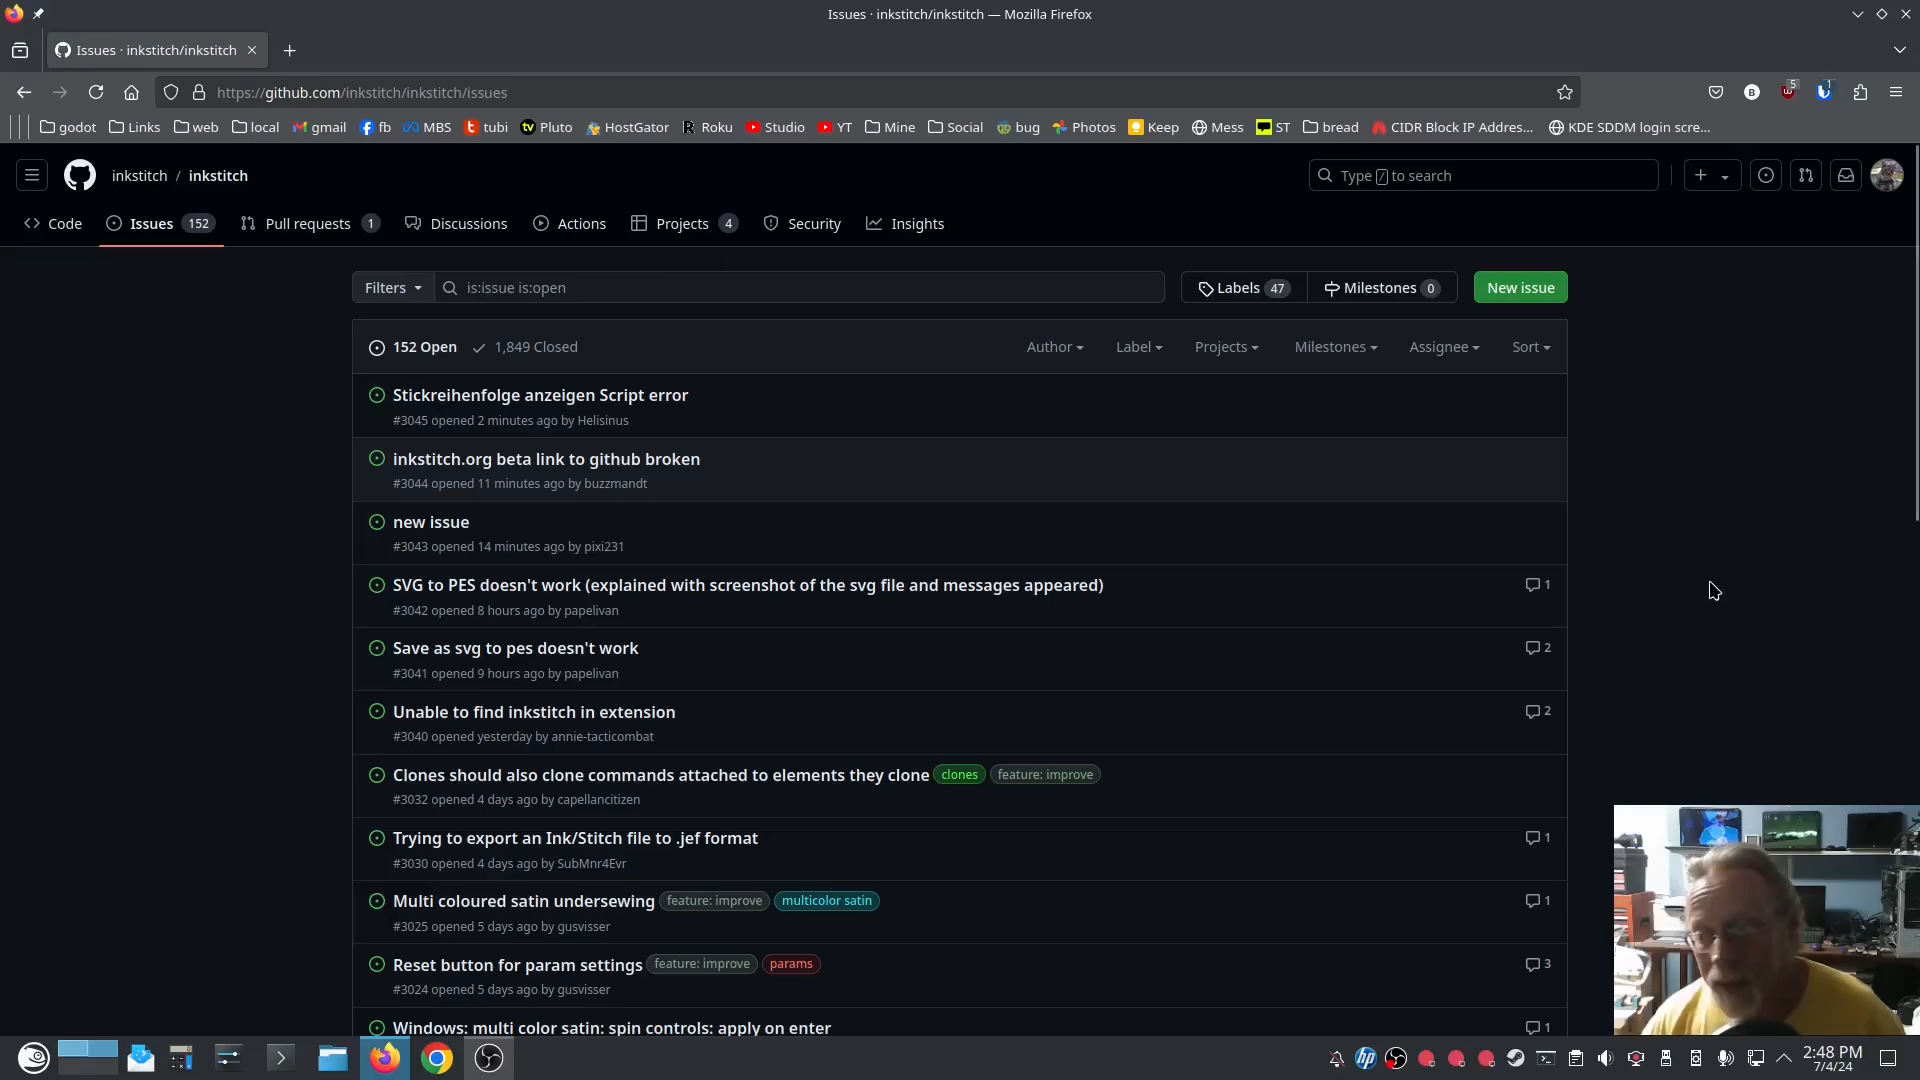 Issues · inkstitch/inkstitch — Mozilla Firefox
Issues · inkstitch/inkstitch
https://github.com/inkstitch/inkstitch/issues
B 5 1
godot Links web local gmail fb MBS tubi Pluto HostGator Roku Studio YT Mine Social bug Photos Keep Mess ST bread CIDR Block IP Addres... KDE SDDM login scre...
inkstitch / inkstitch Type / to search
Code Issues 152 Pull requests 1 Discussions Actions Projects 4 Security Insights
Filters is:issue is:open Labels 47 Milestones 0 New issue
152 Open 1,849 Closed Author Label Projects Milestones Assignee Sort
Stickreihenfolge anzeigen Script error
#3045 opened 2 minutes ago by Helisinus
inkstitch.org beta link to github broken
#3044 opened 11 minutes ago by buzzmandt
new issue
#3043 opened 14 minutes ago by pixi231
SVG to PES doesn't work (explained with screenshot of the svg file and messages appeared) 1
#3042 opened 8 hours ago by papelivan
Save as svg to pes doesn't work 2
#3041 opened 9 hours ago by papelivan
Unable to find inkstitch in extension 2
#3040 opened yesterday by annie-tacticombat
Clones should also clone commands attached to elements they clone clones feature: improve
#3032 opened 4 days ago by capellancitizen
Trying to export an Ink/Stitch file to .jef format 1
#3030 opened 4 days ago by SubMnr4Evr
Multi coloured satin undersewing feature: improve multicolor satin 1
#3025 opened 5 days ago by gusvisser
Reset button for param settings feature: improve params 3
#3024 opened 5 days ago by gusvisser
Windows: multi color satin: spin controls: apply on enter 1
hp 2:48 PM
7/4/24